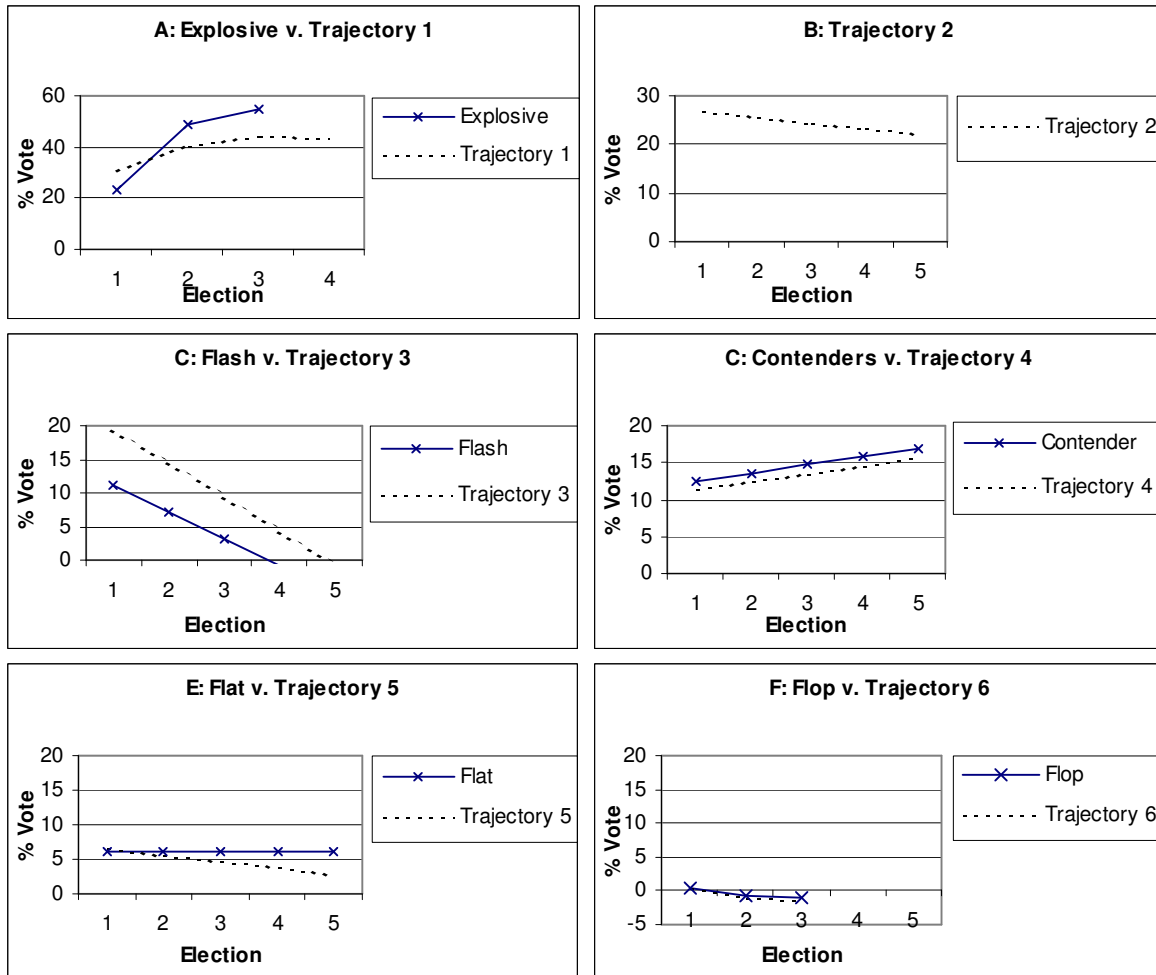 A: Explosive v. Trajectory 1
60
40
20
0
% Vote
1 2 3 4
Election
Explosive
Trajectory 1
B: Trajectory 2
30
20
10
0
% Vote
1 2 3 4 5
Election
Trajectory 2
C: Flash v. Trajectory 3
20
15
10
5
0
% Vote
1 2 3 4 5
Election
Flash
Trajectory 3
C: Contenders v. Trajectory 4
20
15
10
5
0
% Vote
1 2 3 4 5
Election
Contender
Trajectory 4
E: Flat v. Trajectory 5
20
15
10
5
0
% Vote
1 2 3 4 5
Election
Flat
Trajectory 5
F: Flop v. Trajectory 6
20
15
10
5
0
-5
% Vote
1 2 3 4 5
Election
Flop
Trajectory 6